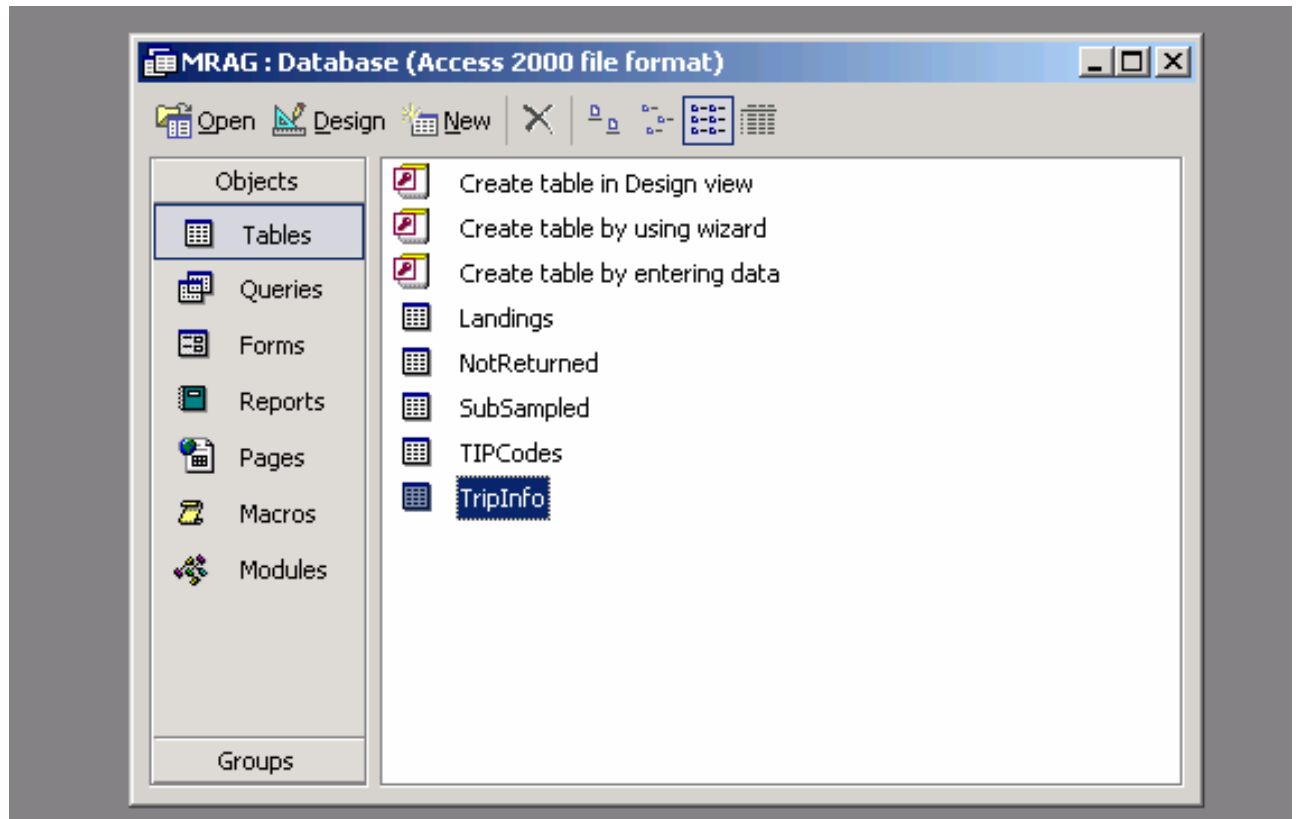 MRAG : Database (Access 2000 file format)
Open Design New
Objects
Tables
Queries
Forms
Reports
Pages
Macros
Modules
Groups
Create table in Design view
Create table by using wizard
Create table by entering data
Landings
NotReturned
SubSampled
TIPCodes
TripInfo